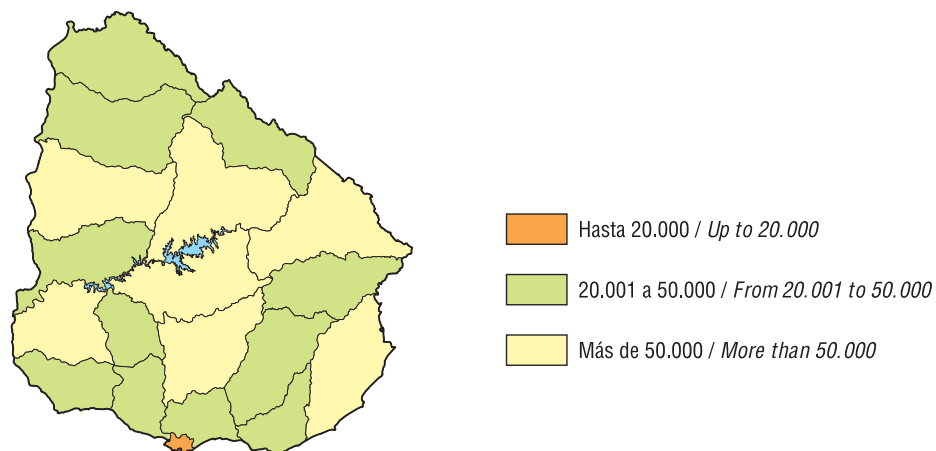 Hasta 20.000 / Up to 20.000
20.001 a 50.000 / From 20.001 to 50.000
Más de 50.000 / More than 50.000